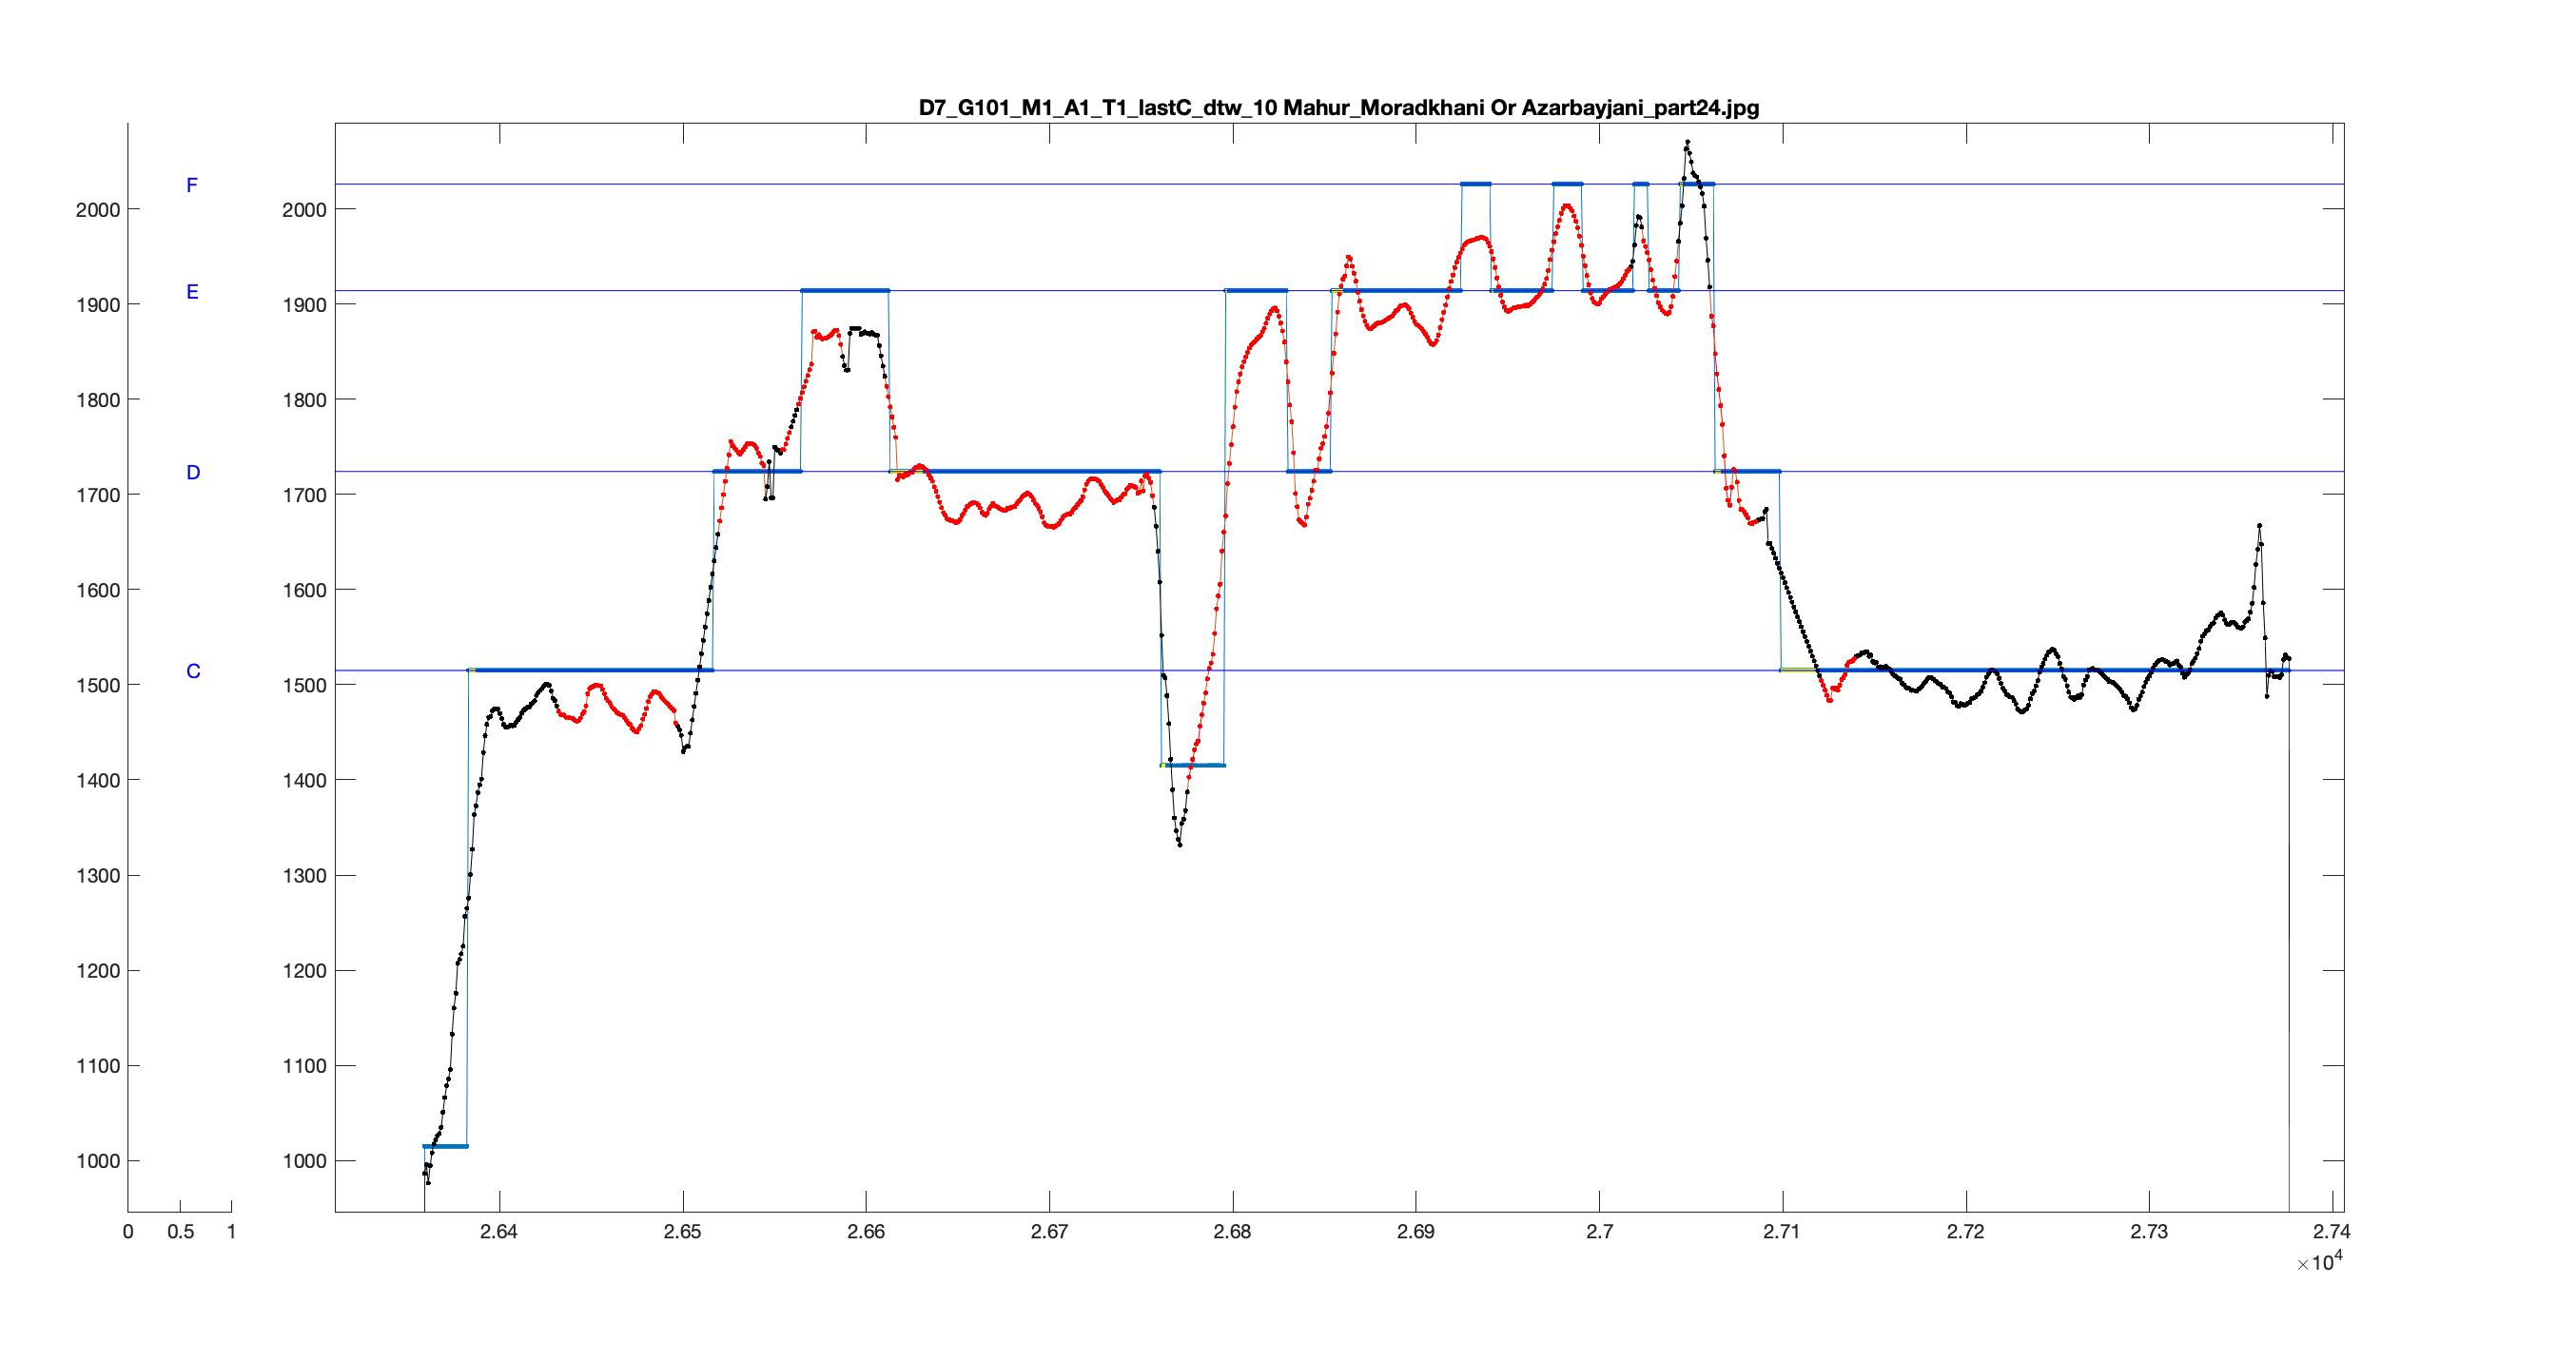 D7_G101_M1_A1_T1_lastC_dtw_10 Mahur_Moradkhani Or Azarbayjani_part24.jpg
F
2000 2000
E
1900 1900
1800 1800
D
1700 1700
1600 1600
C
1500 1500
1400 1400
1300 1300
1200 1200
1100 1100
1000 1000
0 0.5 1 2.64 2.65 2.66 2.67 2.68 2.69 2.7 2.71 2.72 2.73 2.74
×10^4